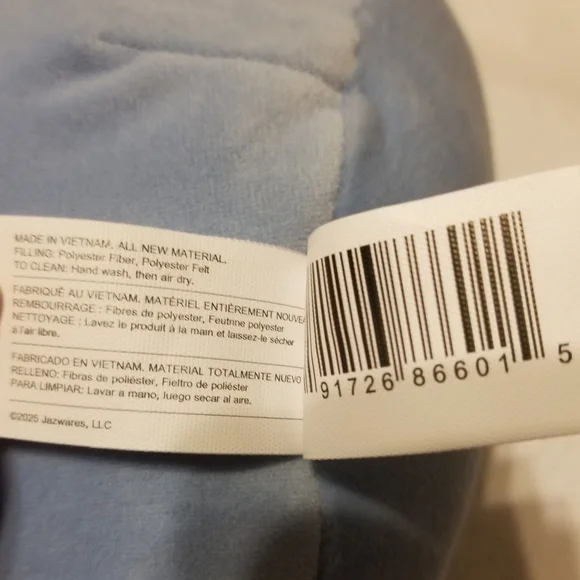 MADE IN VIETNAM. ALL NEW MATERIAL.
FILLING: Polyester Fiber, Polyester Felt
TO CLEAN: Hand wash, then air dry.
FABRIQUÉ AU VIETNAM. MATÉRIEL ENTIÈREMENT NOUVEA
REMBOURRAGE : Fibres de polyester, Feutrine polyester
NETTOYAGE : Lavez le produit à la main et laissez-le sécher
à l'air libre.
FABRICADO EN VIETNAM. MATERIAL TOTALMENTE NUEVO
RELLENO: Fibras de poliéster, Fieltro de poliéster
PARA LIMPIAR: Lavar a mano, luego secar al aire.
©2025 Jazwares, LLC
91726 86601 5